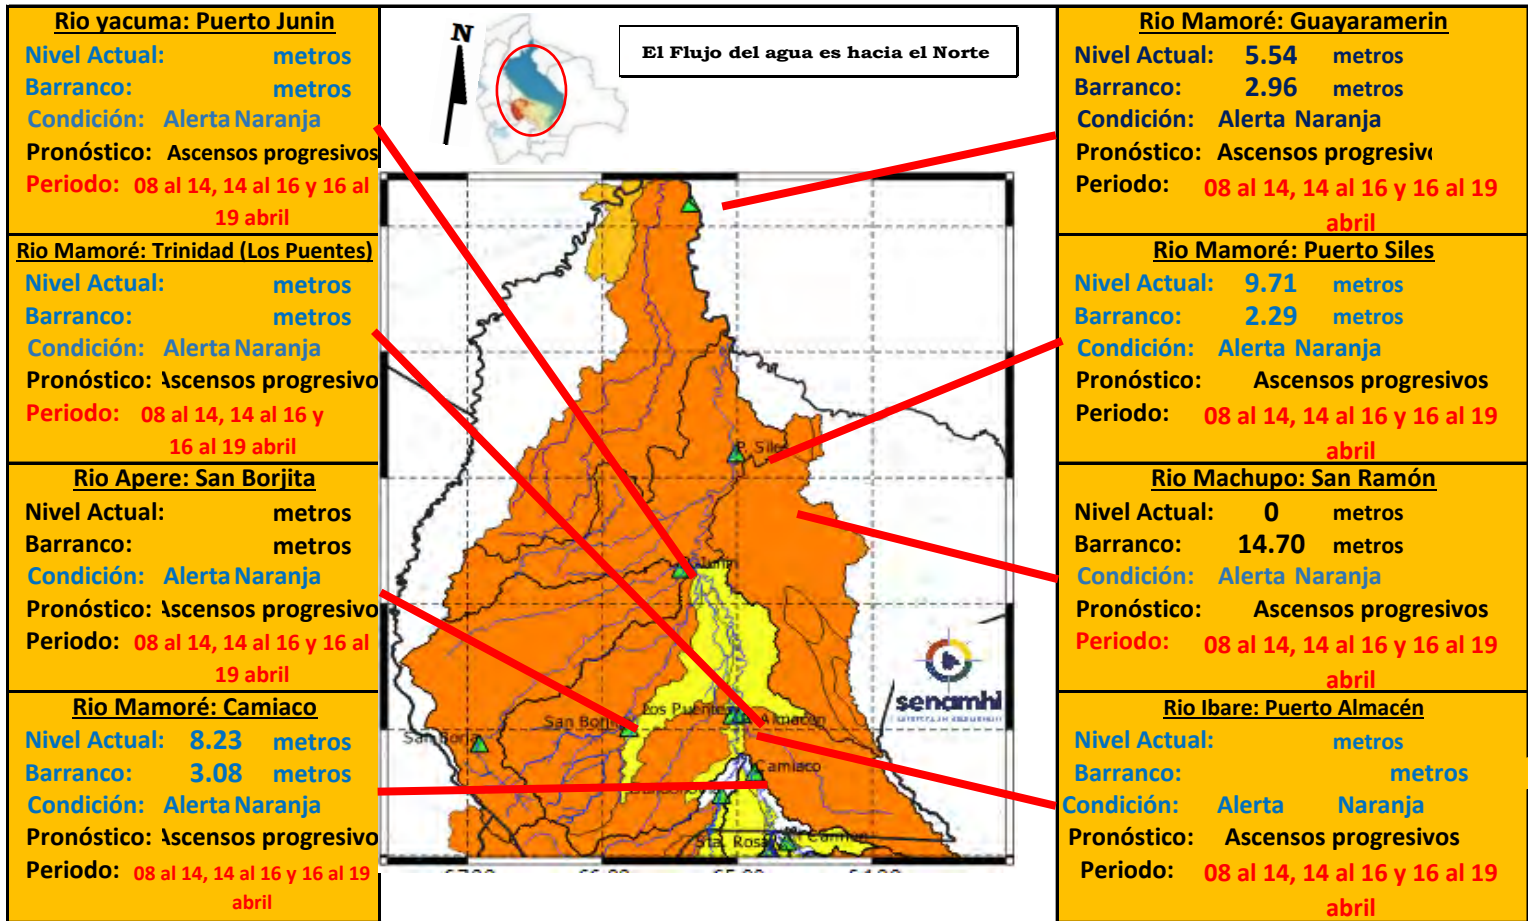 Rio yacuma: Puerto Junin
Nivel Actual: metros
Barranco: metros
Condición: Alerta Naranja
Pronóstico: Ascensos progresivos
Periodo: 08 al 14, 14 al 16 y 16 al
19 abril
Rio Mamoré: Trinidad (Los Puentes)
Nivel Actual: metros
Barranco: metros
Condición: Alerta Naranja
Pronóstico: Ascensos progresivo
Periodo: 08 al 14, 14 al 16 y
16 al 19 abril
Rio Apere: San Borjita
Nivel Actual: metros
Barranco: metros
Condición: Alerta Naranja
Pronóstico: Ascensos progresivo
Periodo: 08 al 14, 14 al 16 y 16 al
19 abril
Rio Mamoré: Camiaco
Nivel Actual: 8.23 metros
Barranco: 3.08 metros
Condición: Alerta Naranja
Pronóstico: Ascensos progresivo
Periodo: 08 al 14, 14 al 16 y 16 al 19
abril
N
El Flujo del agua es hacia el Norte
P. Siles
Junin
Los Puentes
Almacén
San Borjita
San Borja
Camiaco
Sta. Rosa
Carmen
senamhi
Rio Mamoré: Guayaramerin
Nivel Actual: 5.54 metros
Barranco: 2.96 metros
Condición: Alerta Naranja
Pronóstico: Ascensos progresiv
Periodo: 08 al 14, 14 al 16 y 16 al 19
abril
Rio Mamoré: Puerto Siles
Nivel Actual: 9.71 metros
Barranco: 2.29 metros
Condición: Alerta Naranja
Pronóstico: Ascensos progresivos
Periodo: 08 al 14, 14 al 16 y 16 al 19
abril
Rio Machupo: San Ramón
Nivel Actual: 0 metros
Barranco: 14.70 metros
Condición: Alerta Naranja
Pronóstico: Ascensos progresivos
Periodo: 08 al 14, 14 al 16 y 16 al 19
abril
Rio Ibare: Puerto Almacén
Nivel Actual: metros
Barranco: metros
Condición: Alerta Naranja
Pronóstico: Ascensos progresivos
Periodo: 08 al 14, 14 al 16 y 16 al 19
abril